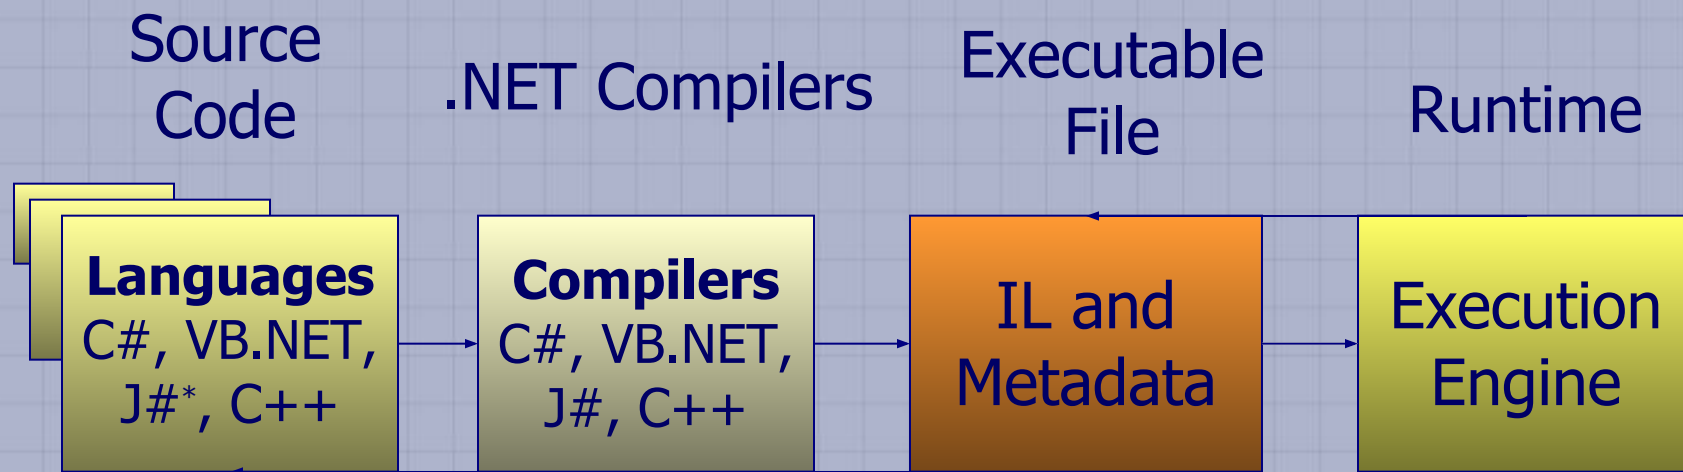 Source
Code
.NET Compilers
Executable
File
Runtime
Languages
C#, VB.NET,
J#*, C++
Compilers
C#, VB.NET,
J#, C++
IL and
Metadata
Execution
Engine